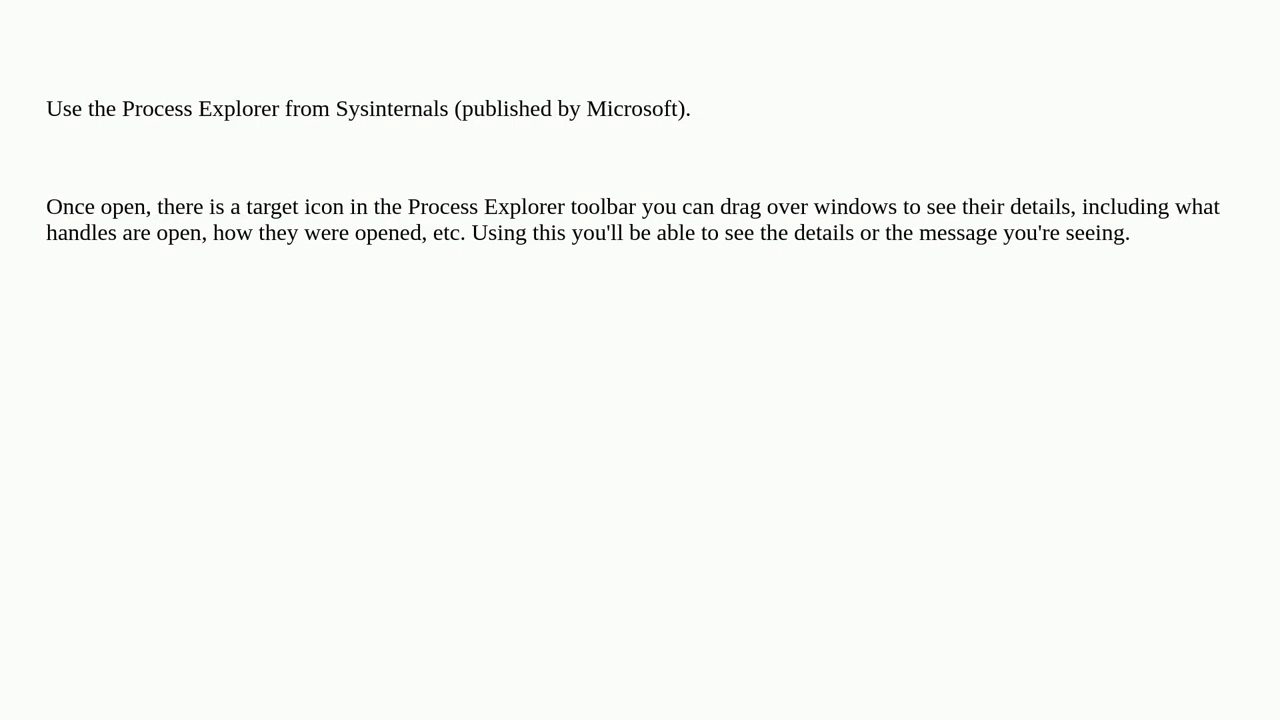 Use the Process Explorer from Sysinternals (published by Microsoft).
Once open, there is a target icon in the Process Explorer toolbar you can drag over windows to see their details, including what
handles are open, how they were opened, etc. Using this you'll be able to see the details or the message you're seeing.